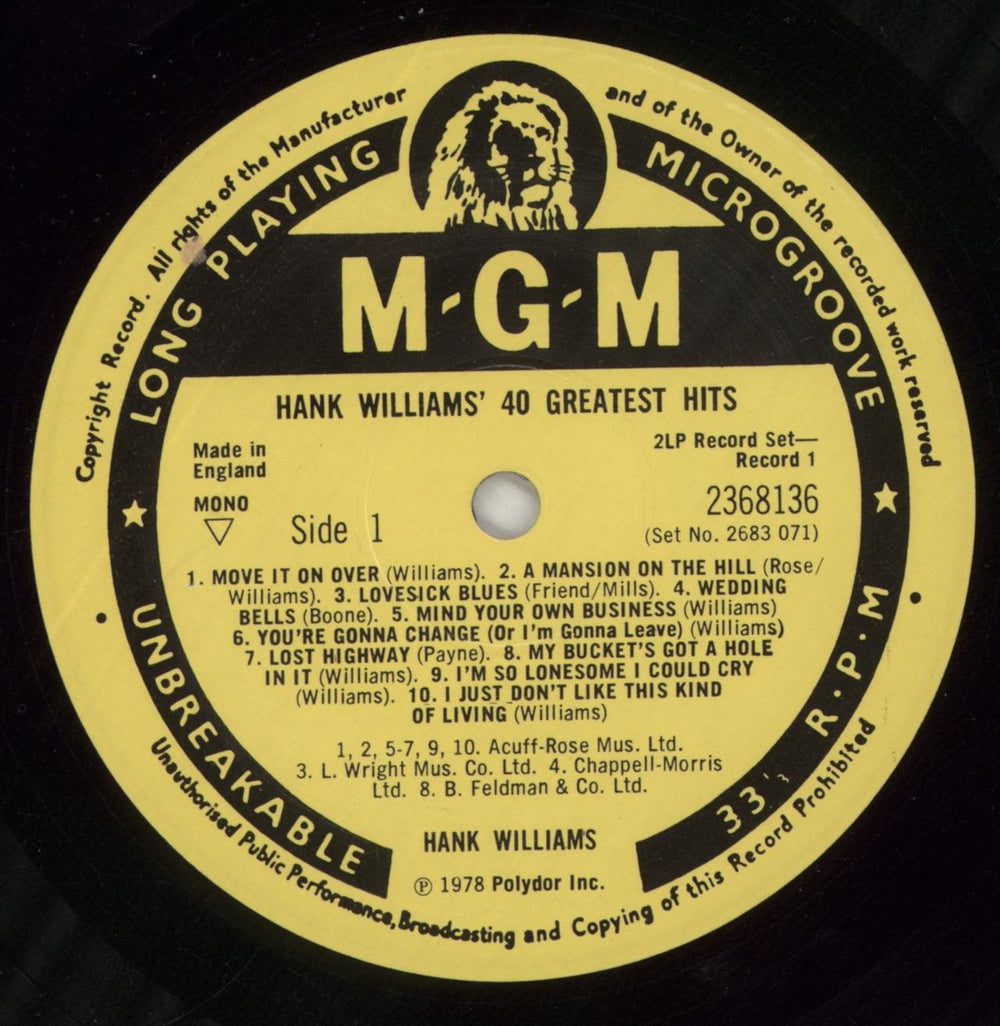 Copyright Record. All rights of the Manufacturer and of the Owner of the recorded work reserved
LONG PLAYING
MICROGROOVE
M-G-M
HANK WILLIAMS' 40 GREATEST HITS
Made in
England
2LP Record Set—
Record 1
MONO
Side 1
2368136
(Set No. 2683 071)
1. MOVE IT ON OVER (Williams). 2. A MANSION ON THE HILL (Rose/
Williams). 3. LOVESICK BLUES (Friend/Mills). 4. WEDDING
BELLS (Boone). 5. MIND YOUR OWN BUSINESS (Williams)
6. YOU'RE GONNA CHANGE (Or I'm Gonna Leave) (Williams)
7. LOST HIGHWAY (Payne). 8. MY BUCKET'S GOT A HOLE
IN IT (Williams). 9. I'M SO LONESOME I COULD CRY
(Williams). 10. I JUST DON'T LIKE THIS KIND
OF LIVING (Williams)
1, 2, 5-7, 9, 10. Acuff-Rose Mus. Ltd.
3. L. Wright Mus. Co. Ltd. 4. Chappell-Morris
Ltd. 8. B. Feldman & Co. Ltd.
HANK WILLIAMS
℗ 1978 Polydor Inc.
UNBREAKABLE
33⅓ R·P·M
Unauthorised Public Performance, Broadcasting and Copying of this Record Prohibited